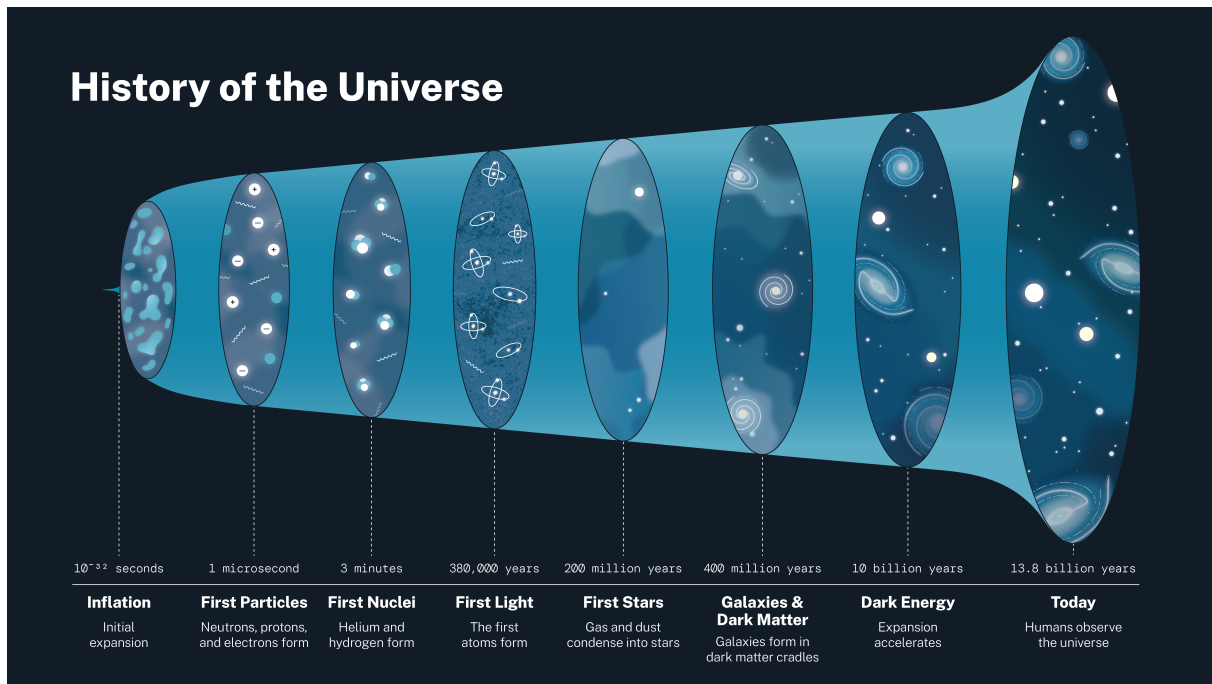 History of the Universe
10⁻³² seconds
1 microsecond
3 minutes
380,000 years
200 million years
400 million years
10 billion years
13.8 billion years
Inflation
Initial
expansion
First Particles
Neutrons, protons,
and electrons form
First Nuclei
Helium and
hydrogen form
First Light
The first
atoms form
First Stars
Gas and dust
condense into stars
Galaxies &
Dark Matter
Galaxies form in
dark matter cradles
Dark Energy
Expansion
accelerates
Today
Humans observe
the universe